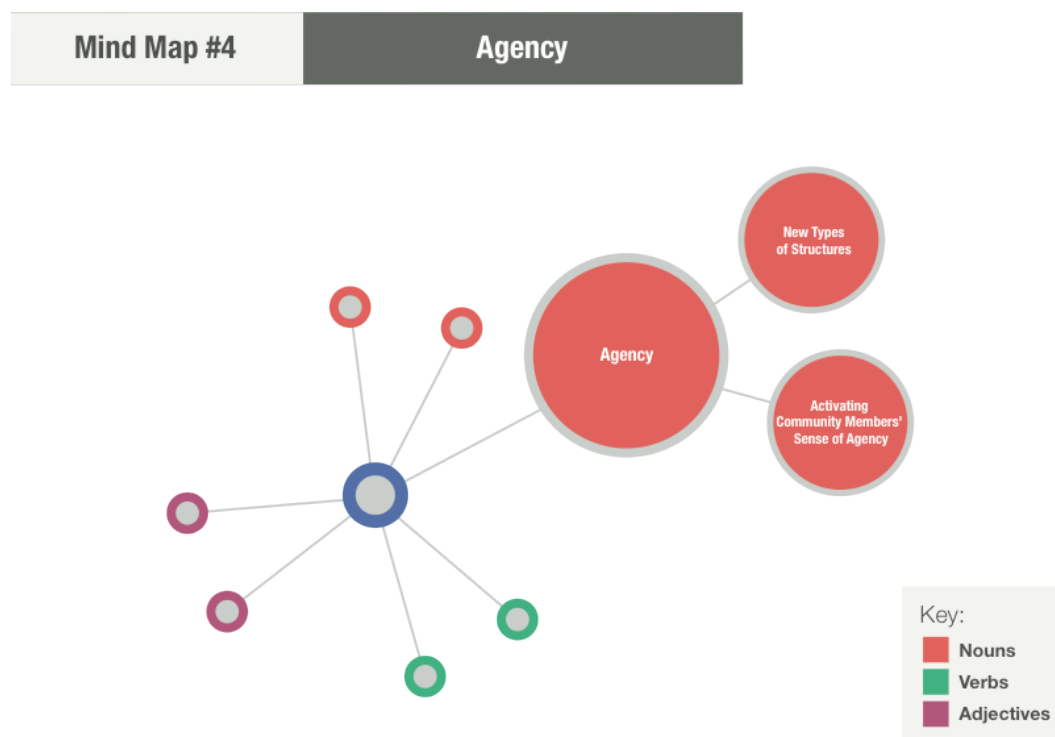 Mind Map #4
Agency
New Types
of Structures
Agency
Activating
Community Members'
Sense of Agency
Key:
Nouns
Verbs
Adjectives